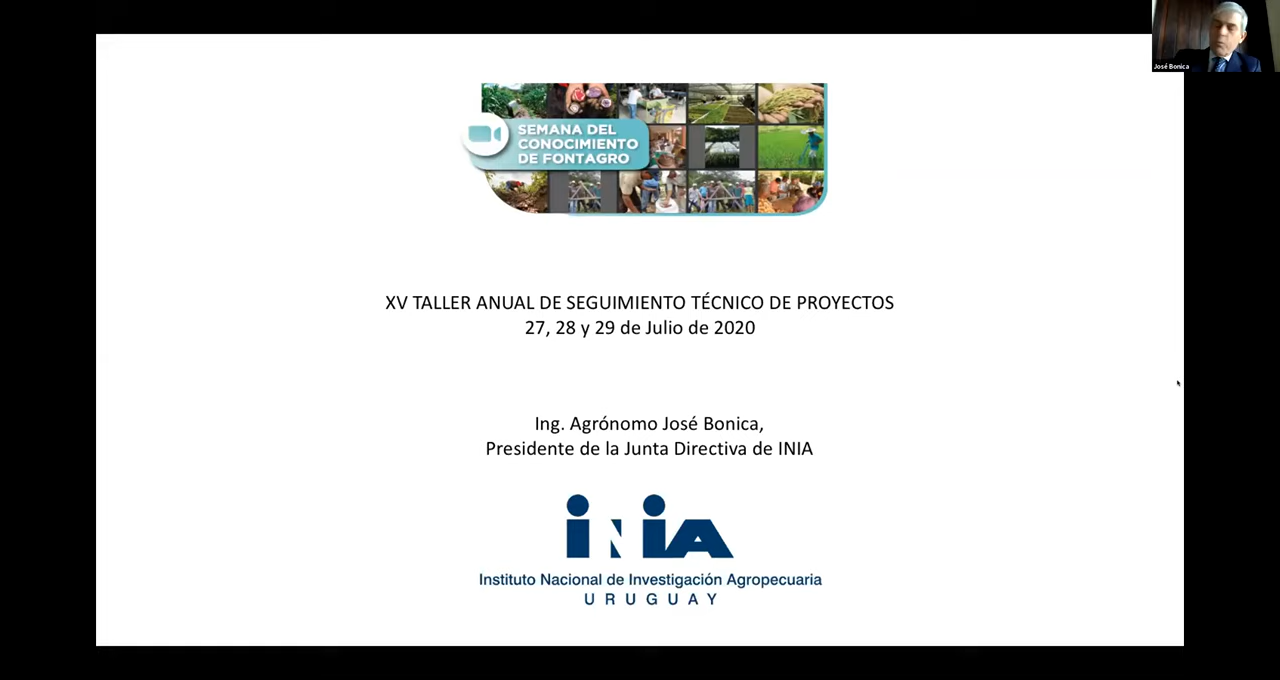 José Bonica
SEMANA DEL
CONOCIMIENTO
DE FONTAGRO
XV TALLER ANUAL DE SEGUIMIENTO TÉCNICO DE PROYECTOS
27, 28 y 29 de Julio de 2020
Ing. Agrónomo José Bonica,
Presidente de la Junta Directiva de INIA
iNiA
Instituto Nacional de Investigación Agropecuaria
URUGUAY